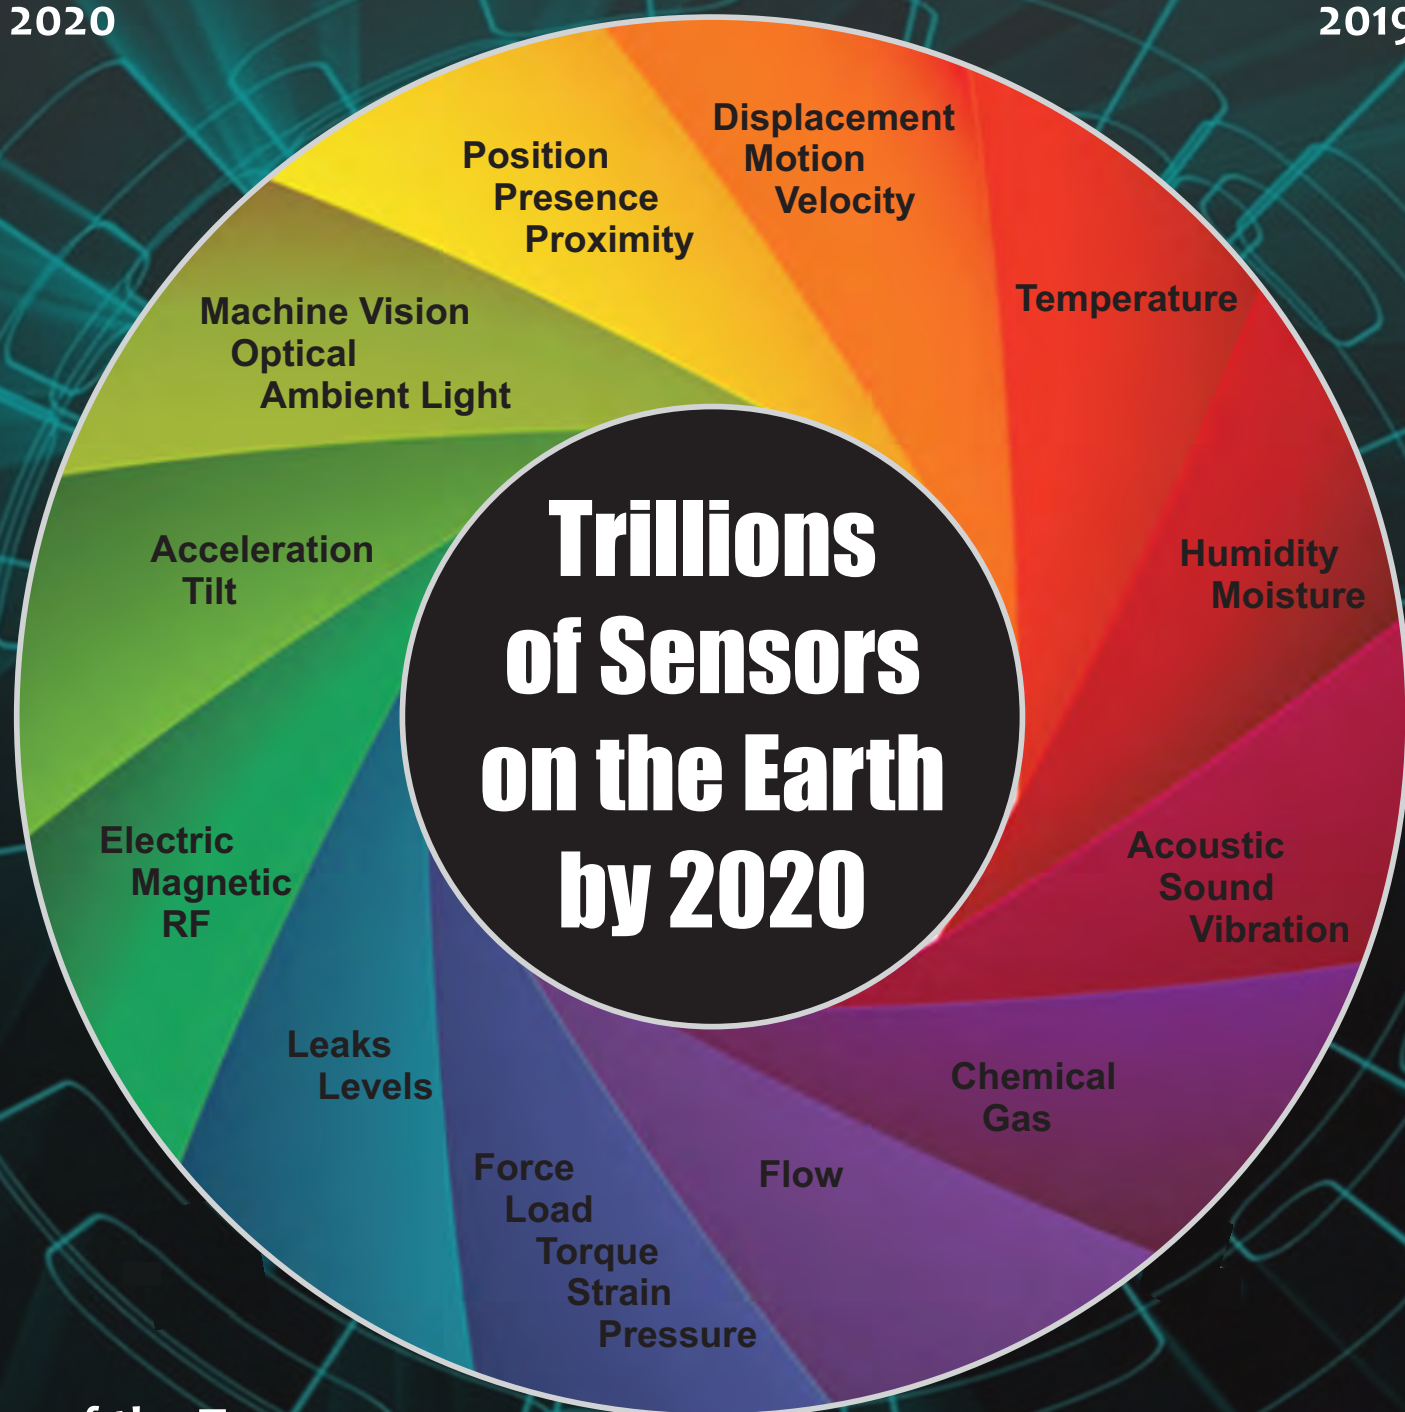 2020
2019
Displacement
Motion
Velocity
Position
Presence
Proximity
Temperature
Machine Vision
Optical
Ambient Light
Humidity
Moisture
Acceleration
Tilt
Trillions
of Sensors
on the Earth
by 2020
Acoustic
Sound
Vibration
Electric
Magnetic
RF
Chemical
Gas
Leaks
Levels
Flow
Force
Load
Torque
Strain
Pressure